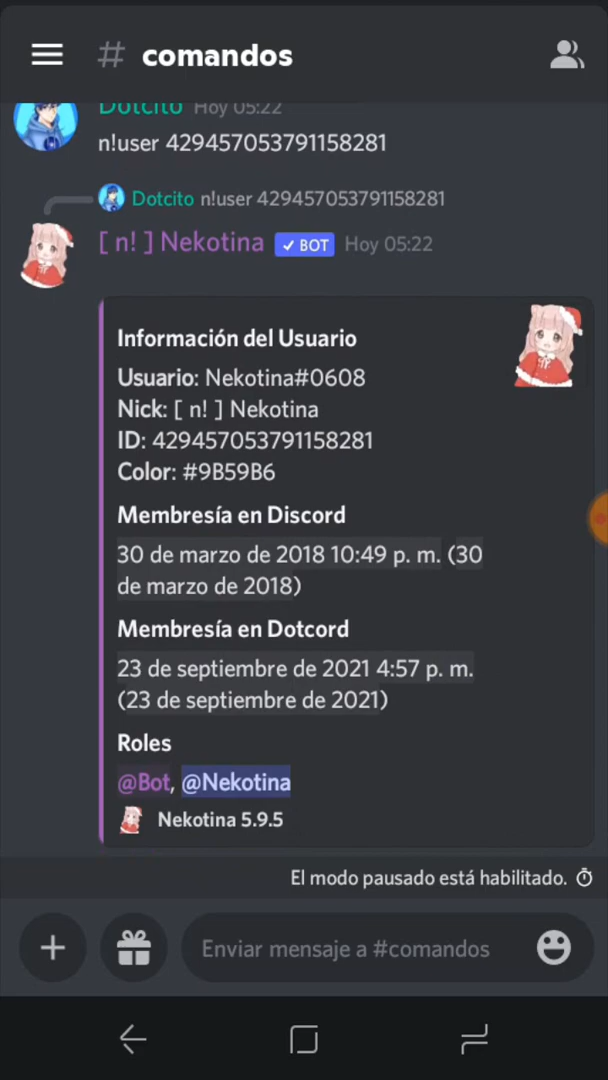 # comandos
Dotcito Hoy 05:22
n!user 429457053791158281
Dotcito n!user 429457053791158281
[ n! ] Nekotina ✓ BOT Hoy 05:22
Información del Usuario
Usuario: Nekotina#0608
Nick: [ n! ] Nekotina
ID: 429457053791158281
Color: #9B59B6
Membresía en Discord
30 de marzo de 2018 10:49 p. m. (30
de marzo de 2018)
Membresía en Dotcord
23 de septiembre de 2021 4:57 p. m.
(23 de septiembre de 2021)
Roles
@Bot, @Nekotina
Nekotina 5.9.5
El modo pausado está habilitado.
Enviar mensaje a #comandos